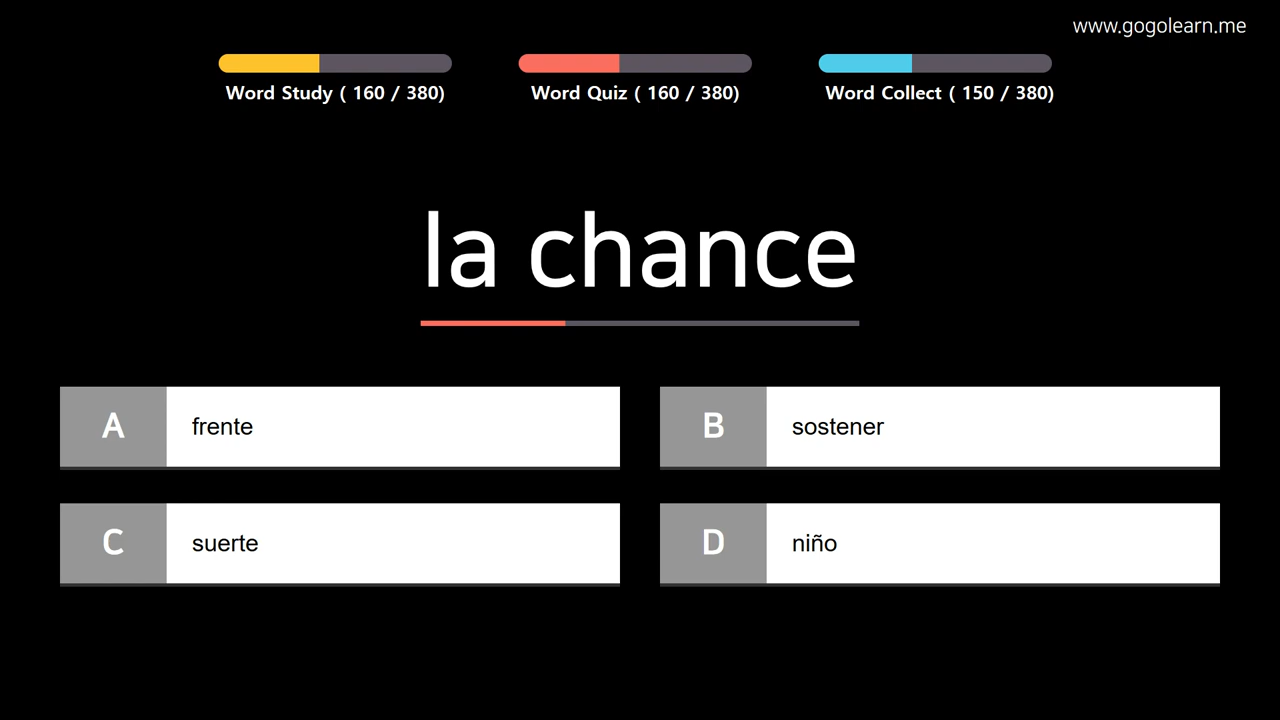 www.gogolearn.me
Word Study ( 160 / 380)
Word Quiz ( 160 / 380)
Word Collect ( 150 / 380)
la chance
A frente
B sostener
C suerte
D niño